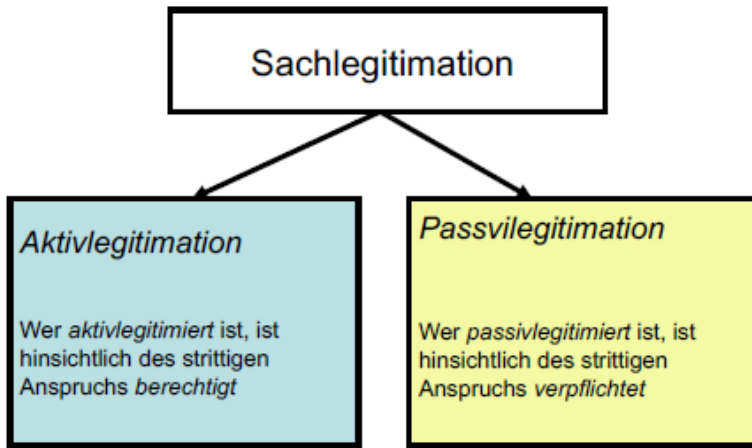 Sachlegitimation
Aktivlegitimation
Wer aktivlegitimiert ist, ist
hinsichtlich des strittigen
Anspruchs berechtigt
Passvilegitimation
Wer passivlegitimiert ist, ist
hinsichtlich des strittigen
Anspruchs verpflichtet